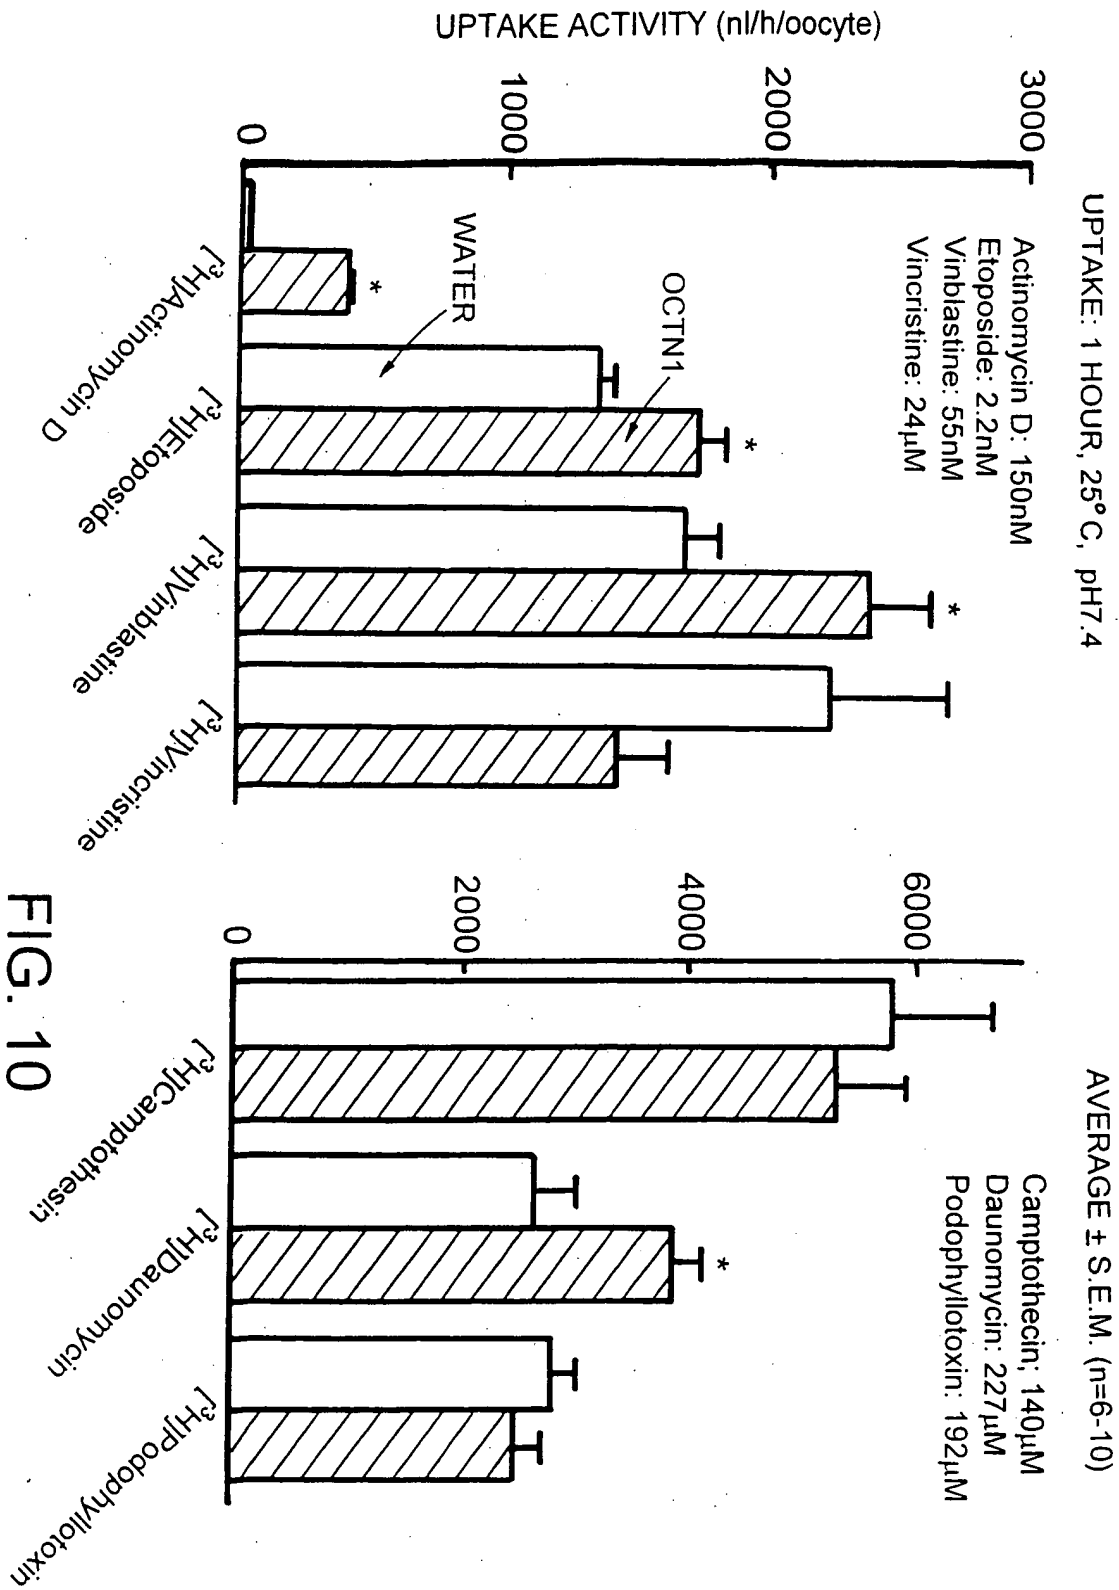 UPTAKE: 1 HOUR, 25°C, pH7.4
AVERAGE ± S.E.M. (n=6-10)
Actinomycin D: 150nM
Etoposide: 2.2nM
Vinblastine: 55nM
Vincristine: 24μM
Camptothecin; 140μM
Daunomycin: 227μM
Podophyllotoxin: 192μM
UPTAKE ACTIVITY (nl/h/oocyte)
3000
2000
1000
0
6000
4000
2000
0
OCTN1
WATER
*
*
*
*
[³H]Actinomycin D
[³H]Etoposide
[³H]Vinblastine
[³H]Vincristine
[³H]Camptothesin
[³H]Daunomycin
[³H]Podophyllotoxin
FIG. 10